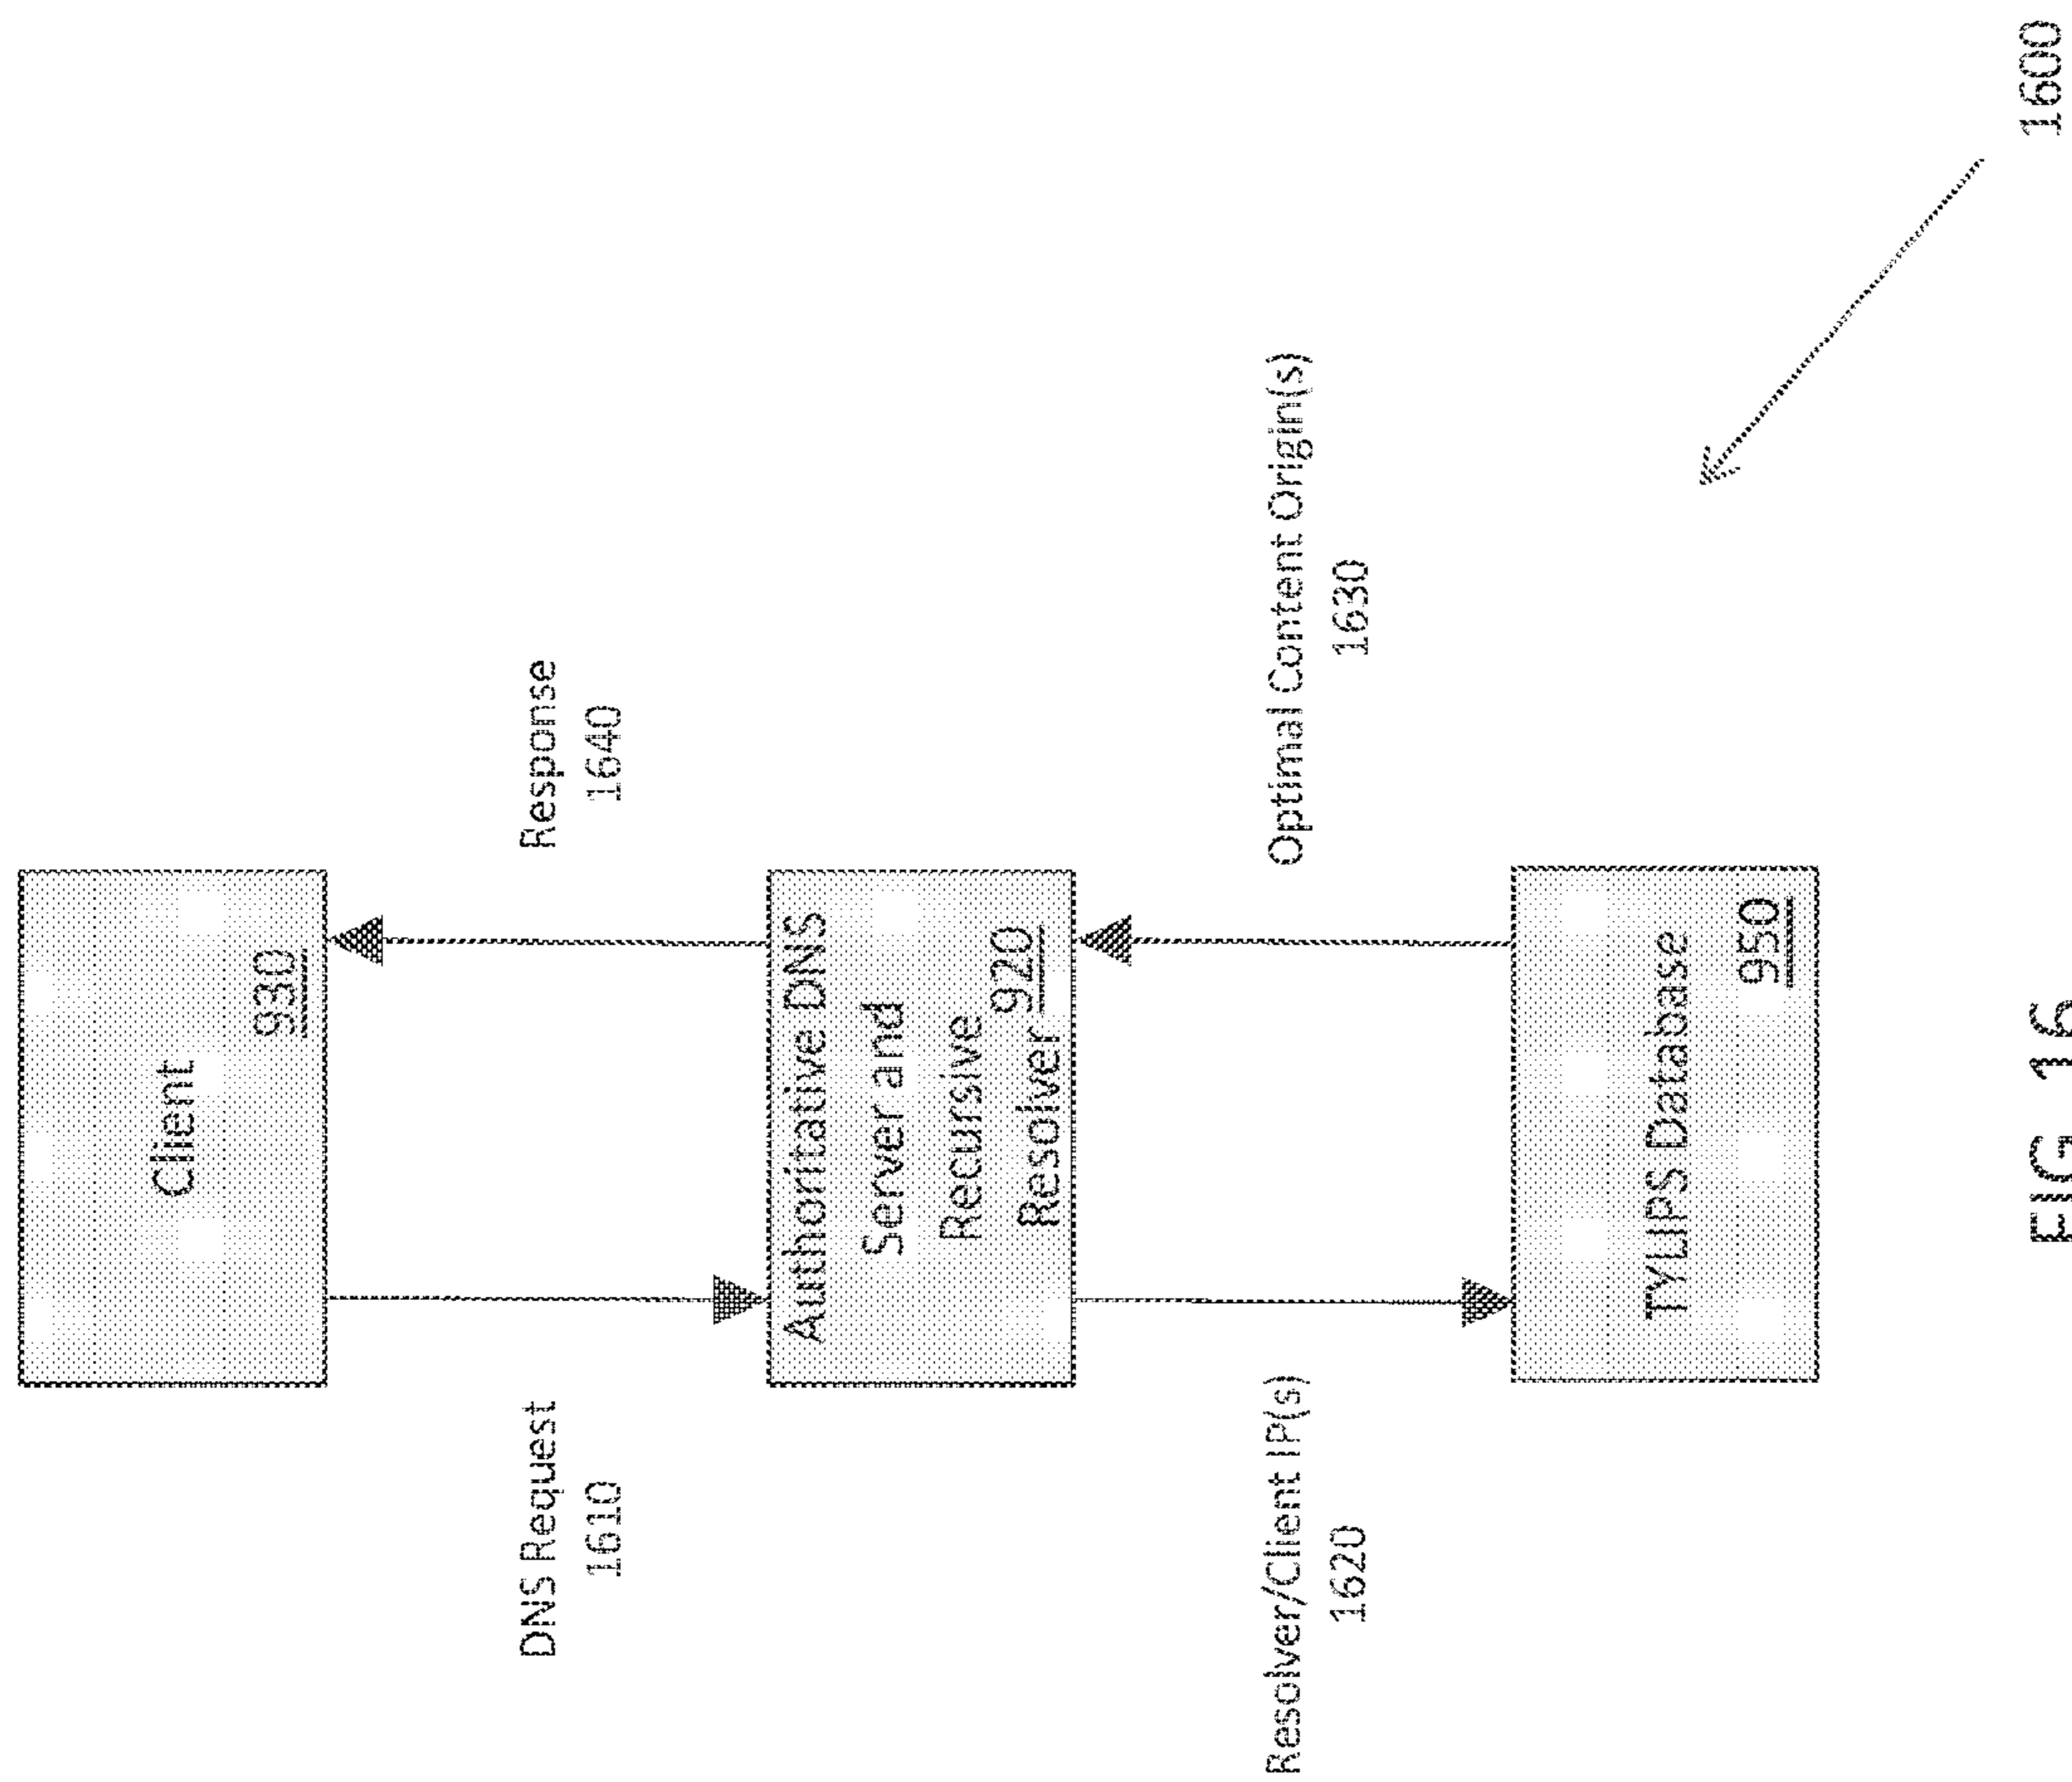 Client
930
DNS Request
1610
Response
1640
Authoritative DNS
Server and
Recursive
Resolver 920
Resolver/Client IP(s)
1620
Optimal Content Origin(s)
1630
TYLIPS Database
950
1600
FIG. 16